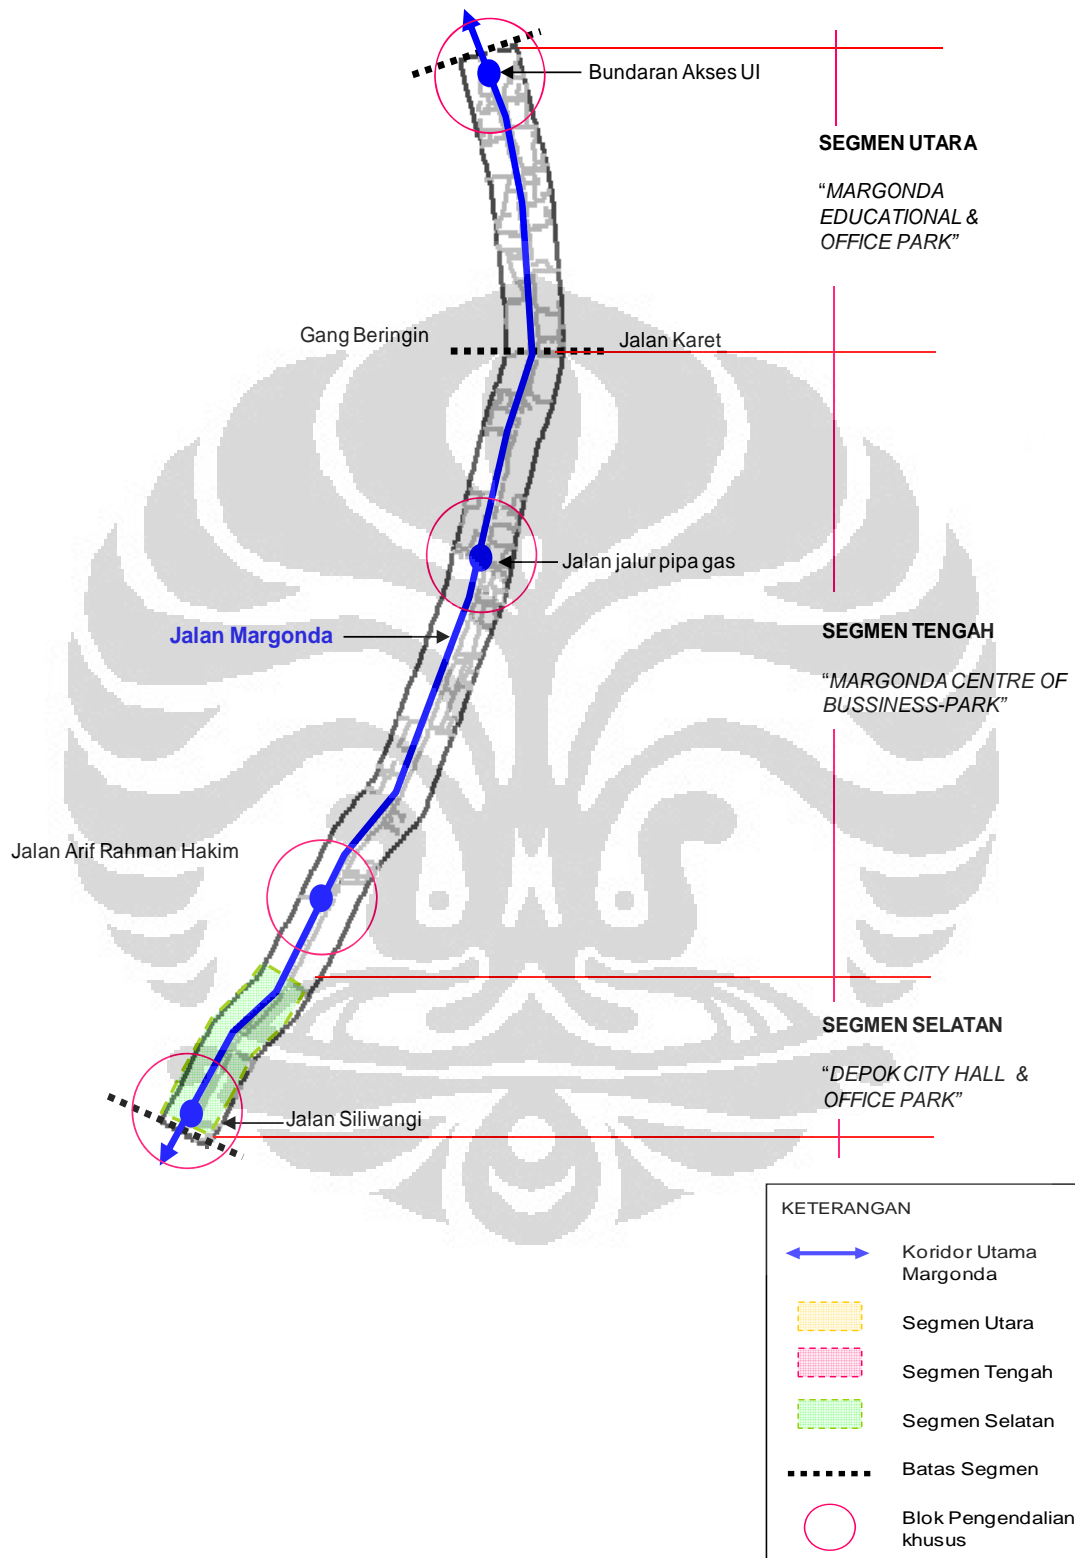 Bundaran Akses UI
SEGMEN UTARA
“MARGONDA
EDUCATIONAL &
OFFICE PARK”
Gang Beringin
Jalan Karet
Jalan jalur pipa gas
Jalan Margonda
SEGMEN TENGAH
“MARGONDA CENTRE OF
BUSSINESS-PARK”
Jalan Arif Rahman Hakim
SEGMEN SELATAN
“DEPOK CITY HALL &
OFFICE PARK”
Jalan Siliwangi
KETERANGAN
Koridor Utama
Margonda
Segmen Utara
Segmen Tengah
Segmen Selatan
Batas Segmen
Blok Pengendalian
khusus